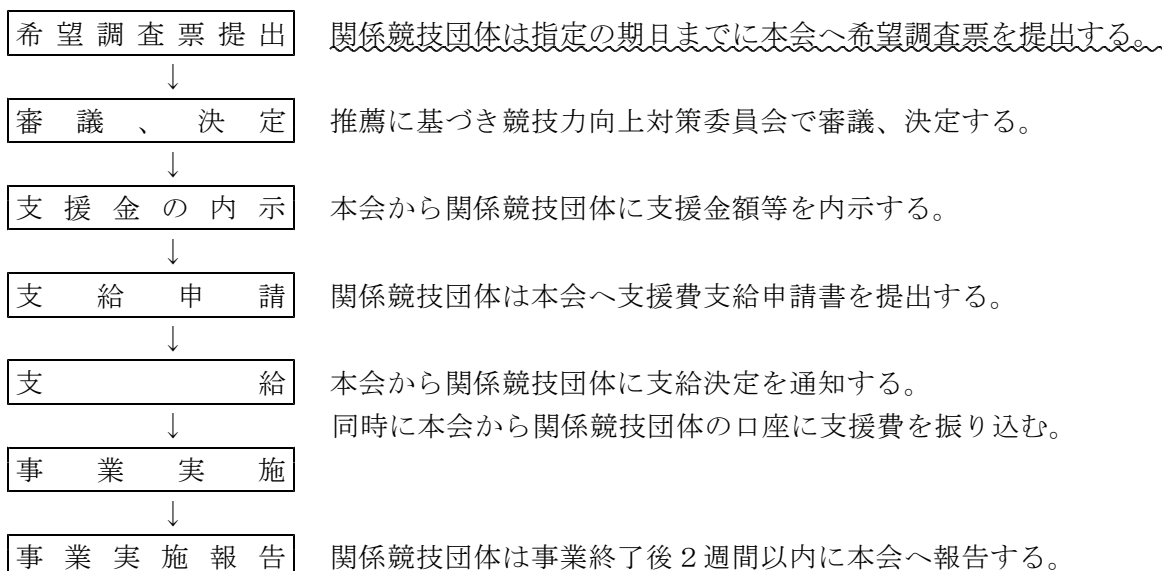 希望調査票提出 関係競技団体は指定の期日までに本会へ希望調査票を提出する。
↓
審議、決定 推薦に基づき競技力向上対策委員会で審議、決定する。
↓
支援金の内示 本会から関係競技団体に支援金額等を内示する。
↓
支給申請 関係競技団体は本会へ支援費支給申請書を提出する。
↓
支給 本会から関係競技団体に支給決定を通知する。
↓ 同時に本会から関係競技団体の口座に支援費を振り込む。
事業実施
↓
事業実施報告 関係競技団体は事業終了後2週間以内に本会へ報告する。